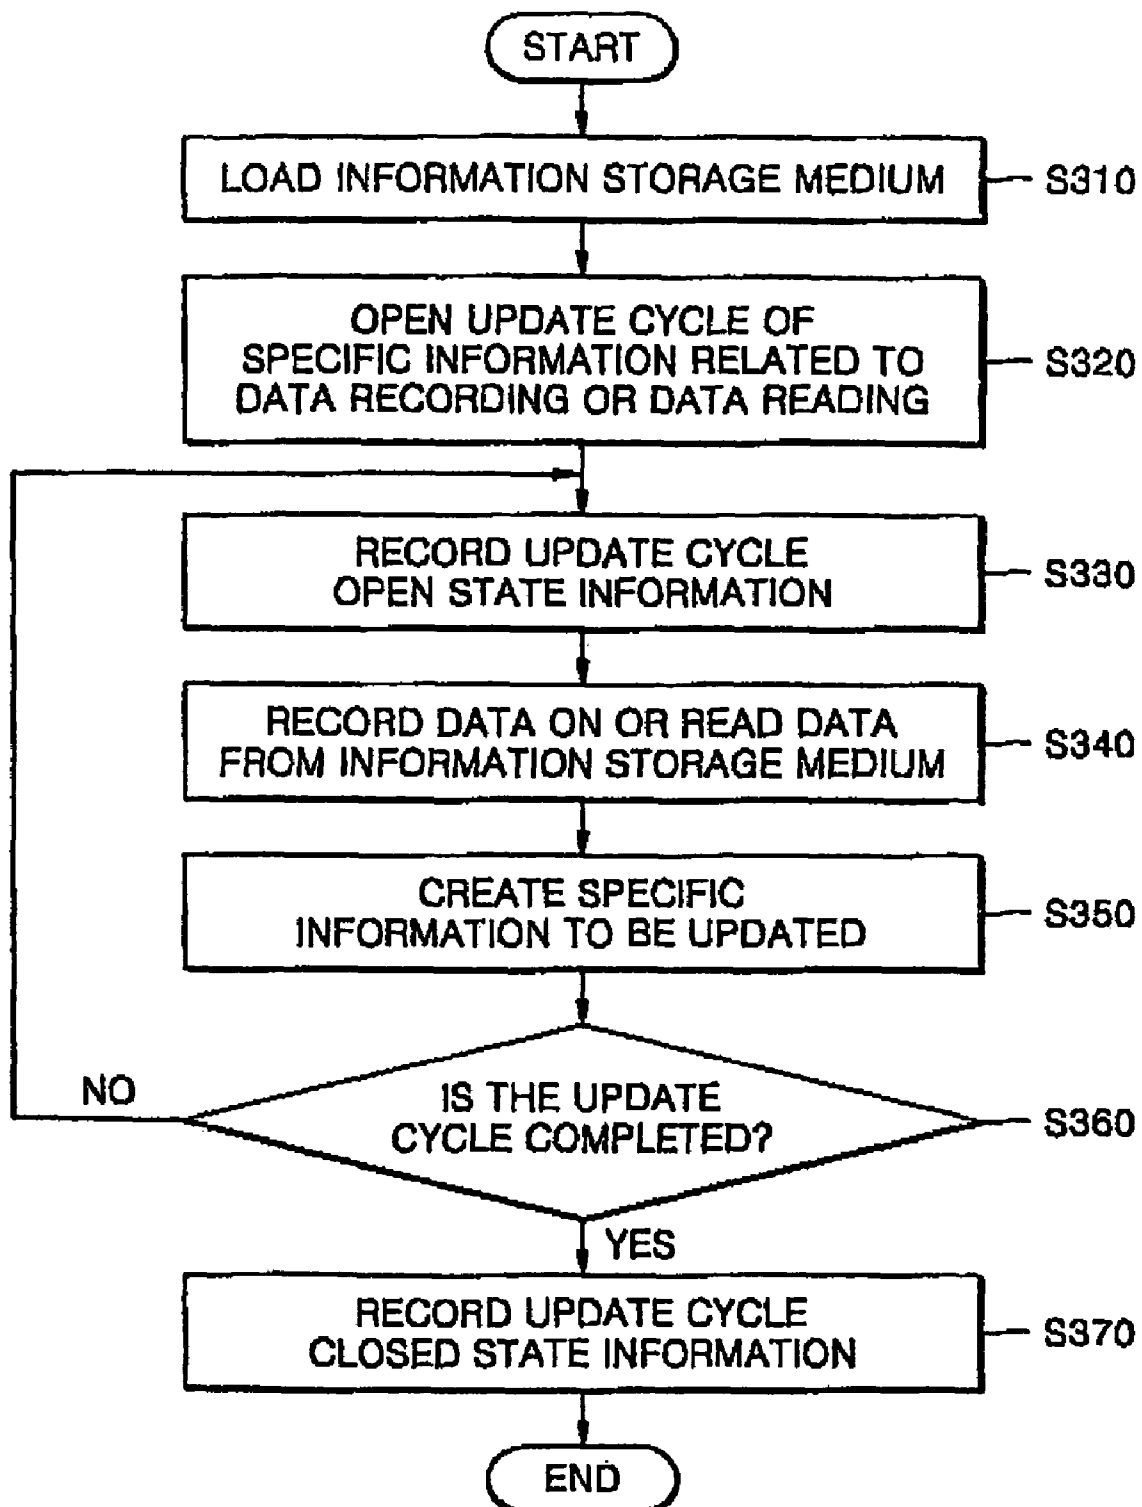 START
LOAD INFORMATION STORAGE MEDIUM
S310
OPEN UPDATE CYCLE OF
SPECIFIC INFORMATION RELATED TO
DATA RECORDING OR DATA READING
S320
RECORD UPDATE CYCLE
OPEN STATE INFORMATION
S330
RECORD DATA ON OR READ DATA
FROM INFORMATION STORAGE MEDIUM
S340
CREATE SPECIFIC
INFORMATION TO BE UPDATED
S350
NO
IS THE UPDATE
CYCLE COMPLETED?
S360
YES
RECORD UPDATE CYCLE
CLOSED STATE INFORMATION
S370
END